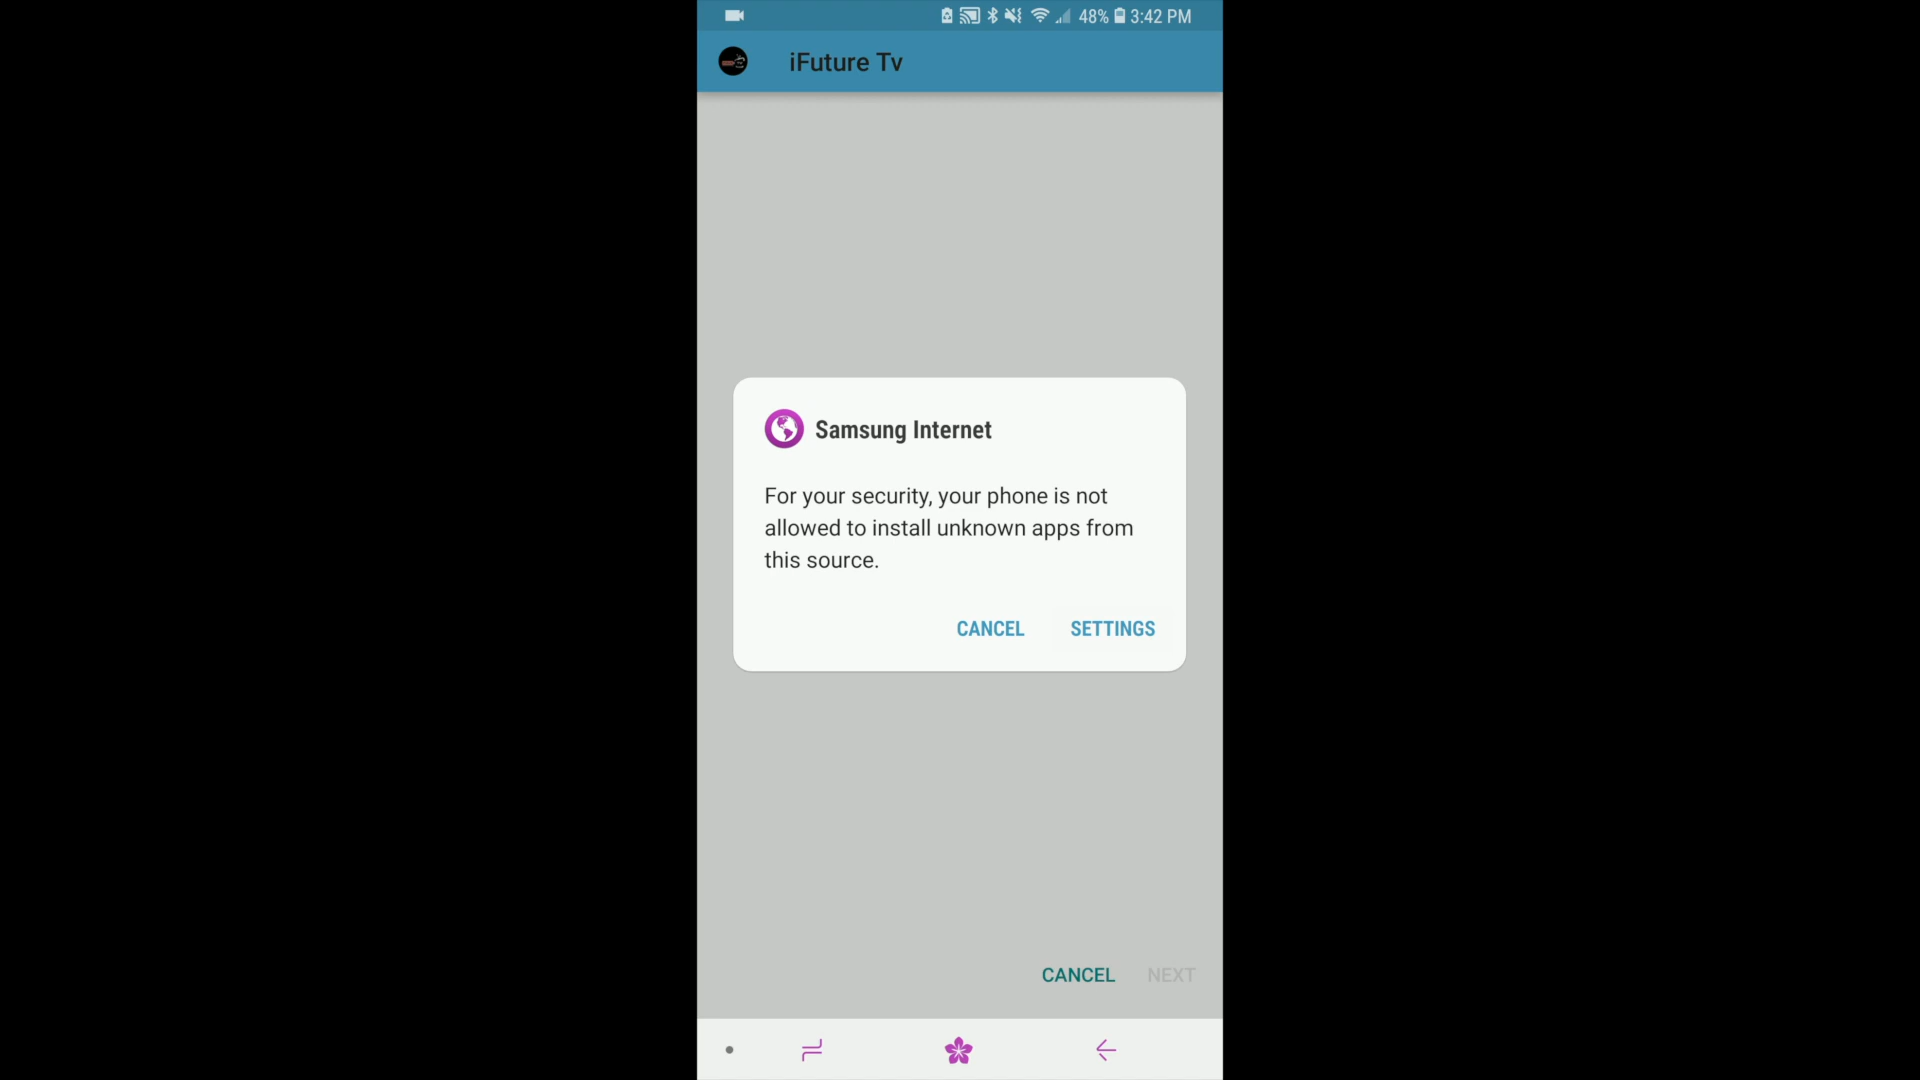 48% 3:42 PM
iFuture Tv
Samsung Internet
For your security, your phone is not
allowed to install unknown apps from
this source.
CANCEL SETTINGS
CANCEL NEXT